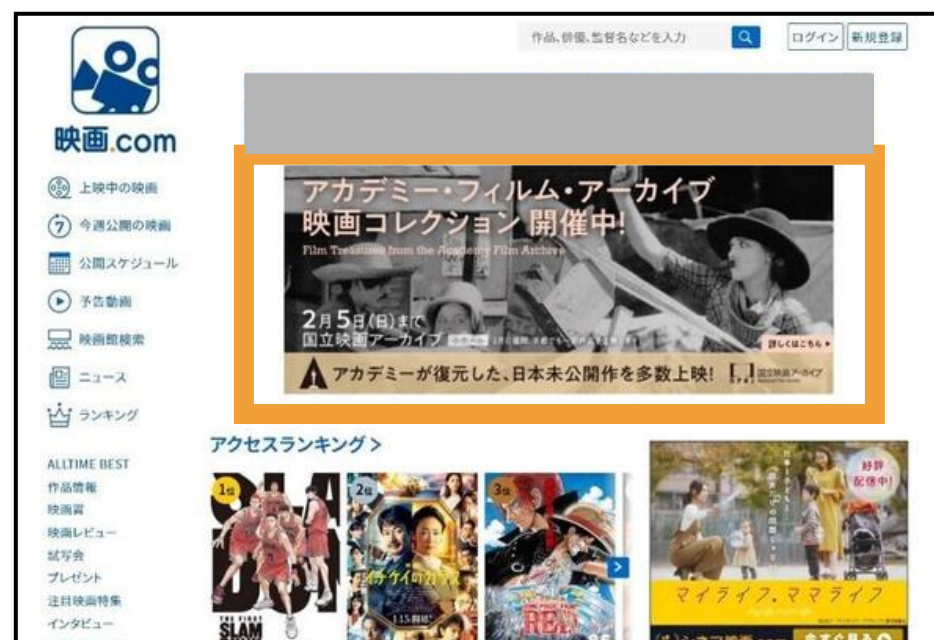 作品、俳優、監督名などを入力
ログイン
新規登録
映画.com
上映中の映画
7
今週公開の映画
公開スケジュール
予告動画
映画館検索
ニュース
ランキング
ALLTIME BEST
作品情報
映画賞
映画レビュー
試写会
プレゼント
注目映画特集
インタビュー
アカデミー・フィルム・アーカイブ
映画コレクション 開催中!
Film Treasures from the Academy Film Archive
2月5日(日)まで
国立映画アーカイブ
詳しくはこちら
アカデミーが復元した、日本未公開作を多数上映!
国立映画アーカイブ
アクセスランキング >
1位
2位
3位
THE FIRST
SLAM
イチケイのカラス
1.13 開廷!
RED
好評
配信中!
マイライフ、ママライフ